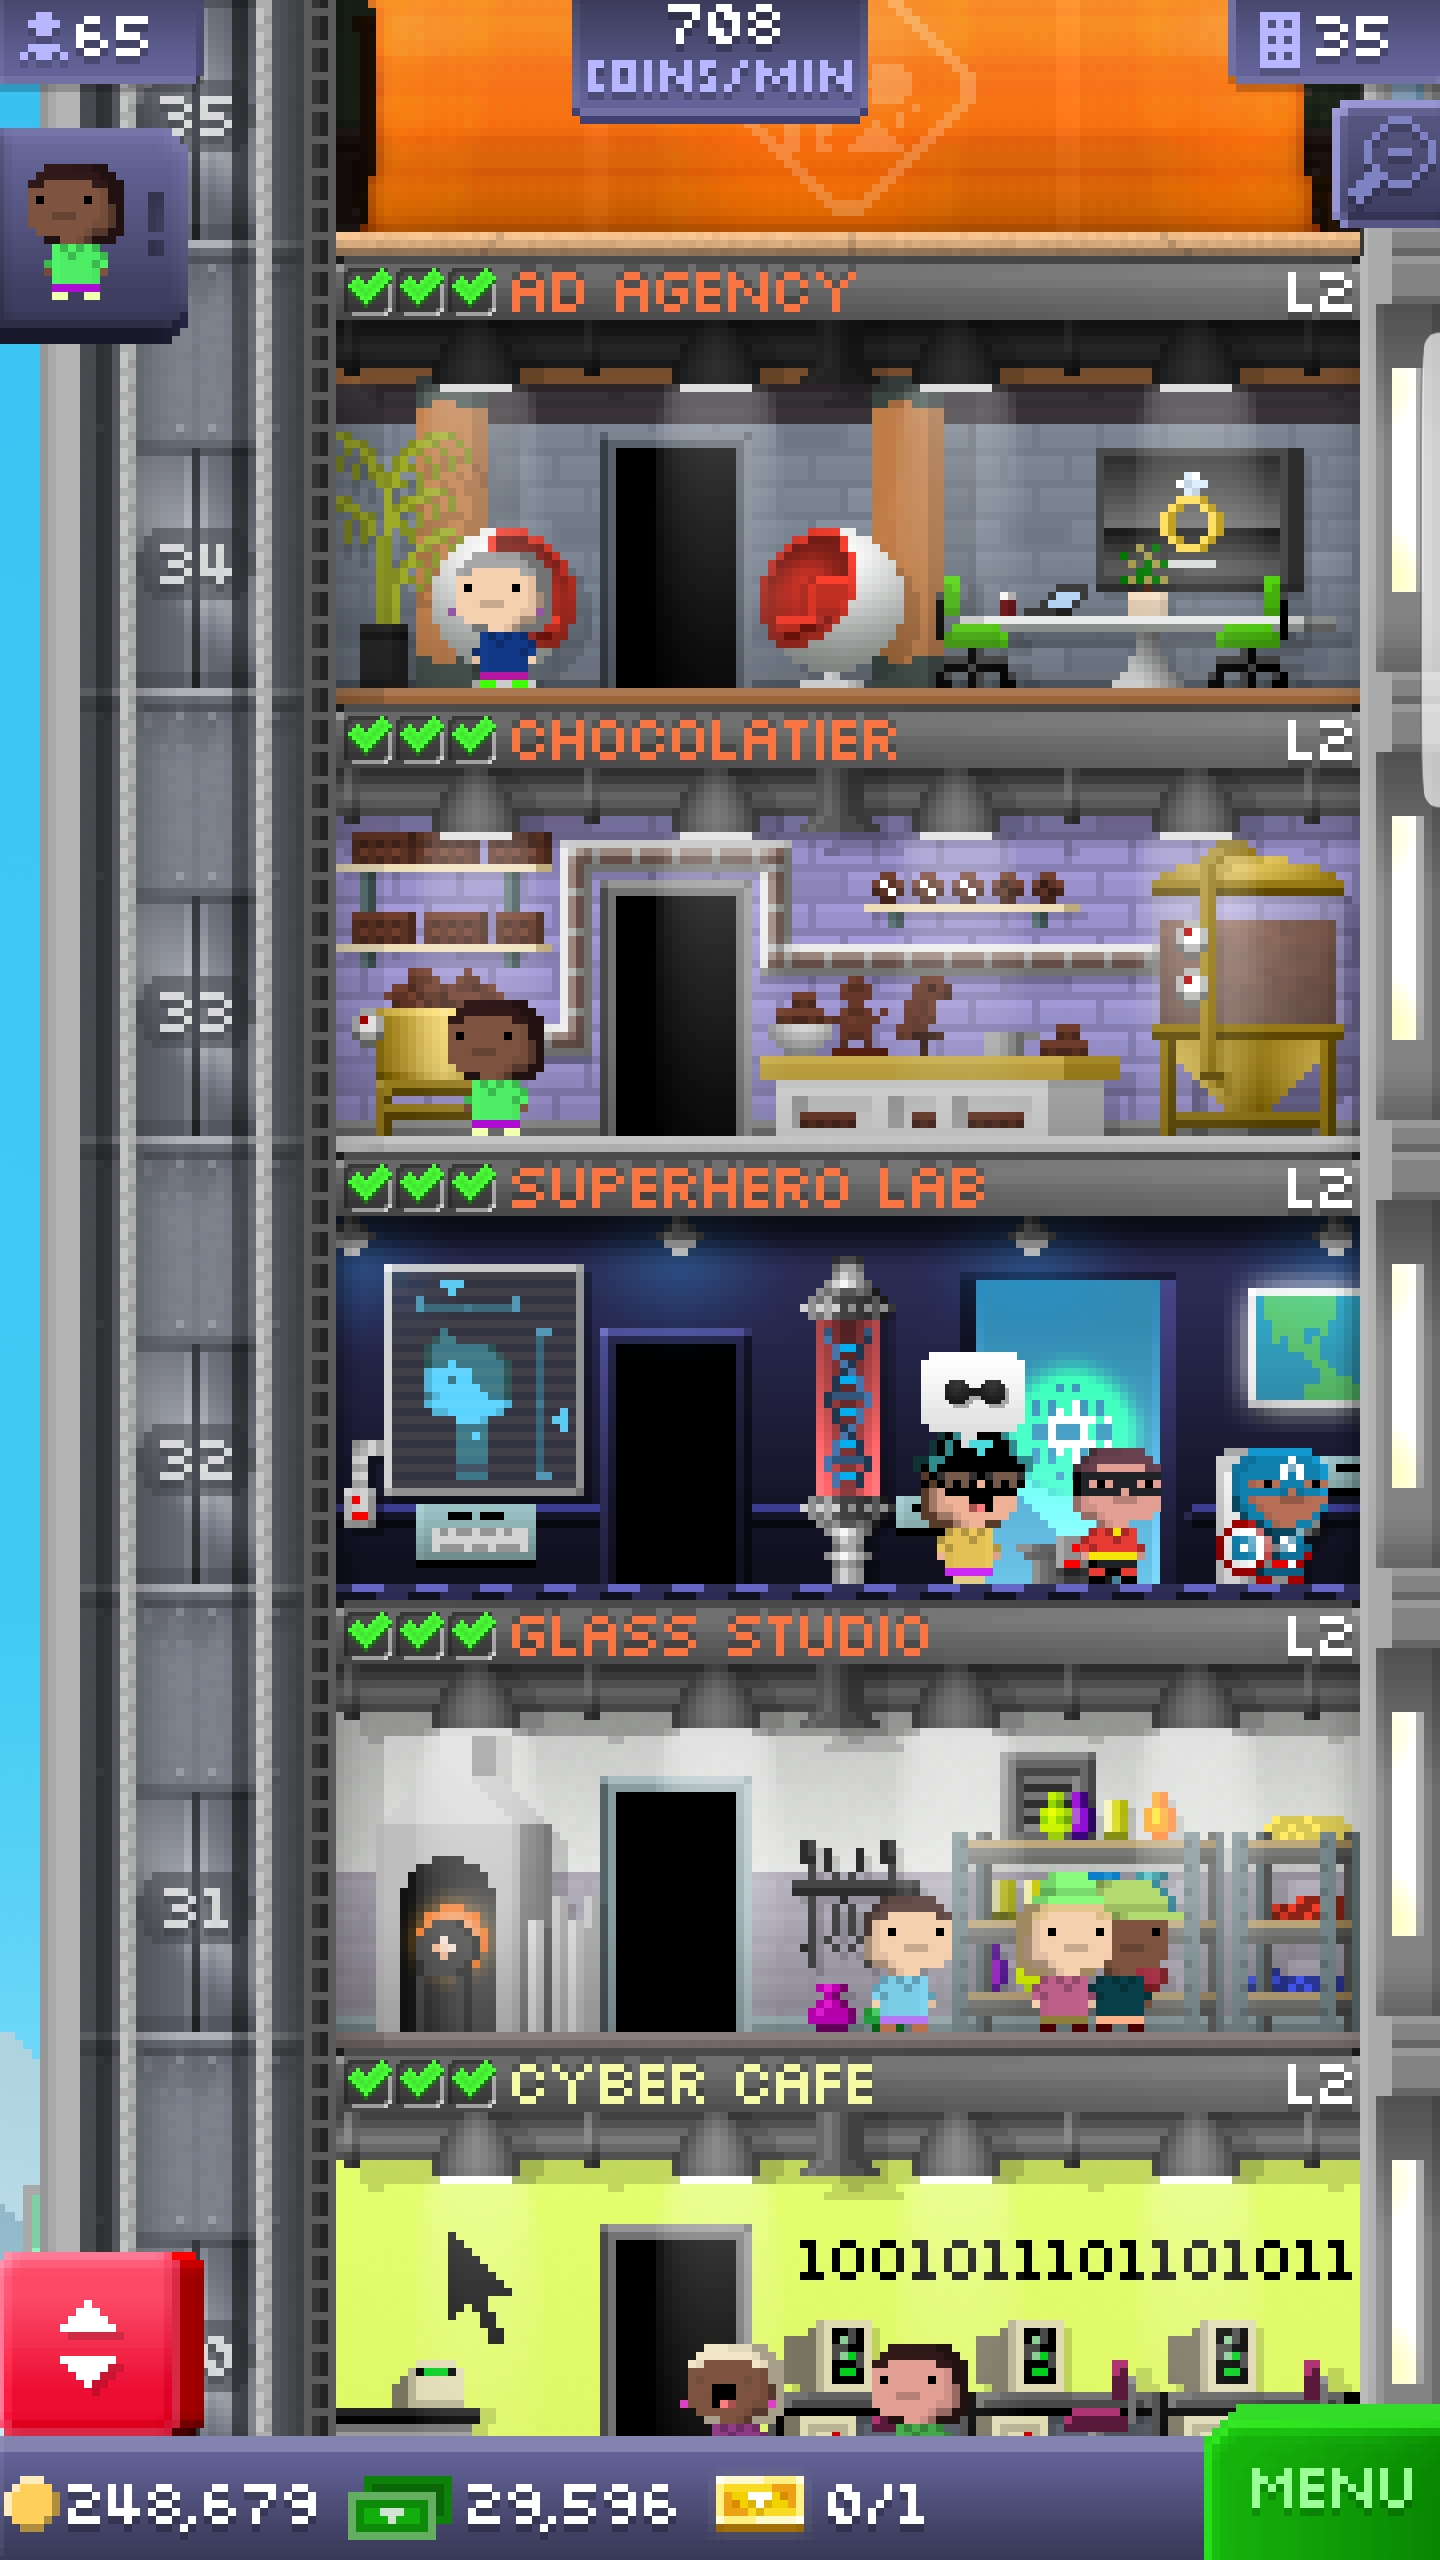 65
708
COINS/MIN
35
35
!
AD AGENCY L2
34
CHOCOLATIER L2
33
SUPERHERO LAB L2
32
GLASS STUDIO L2
31
CYBER CAFE L2
1001011101101011
0
248,679 29,596 0/1
MENU